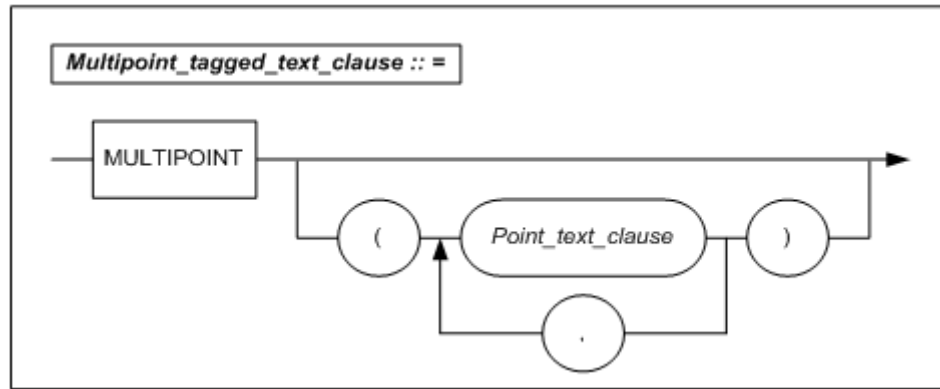 Multipoint_tagged_text_clause :: =
MULTIPOINT
( Point_text_clause )
,